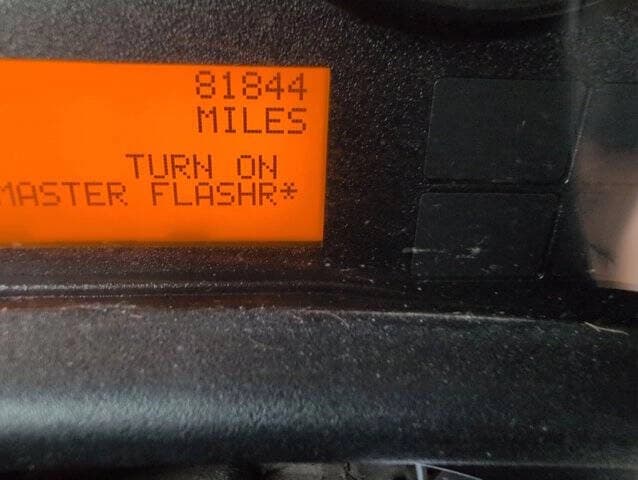 81844
MILES
TURN ON
MASTER FLASHR*